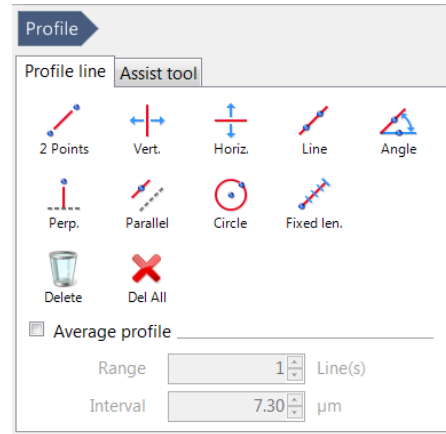 Profile
Profile line Assist tool
2 Points Vert. Horiz. Line Angle
Perp. Parallel Circle Fixed len.
Delete Del All
Average profile
Range 1 Line(s)
Interval 7.30 µm